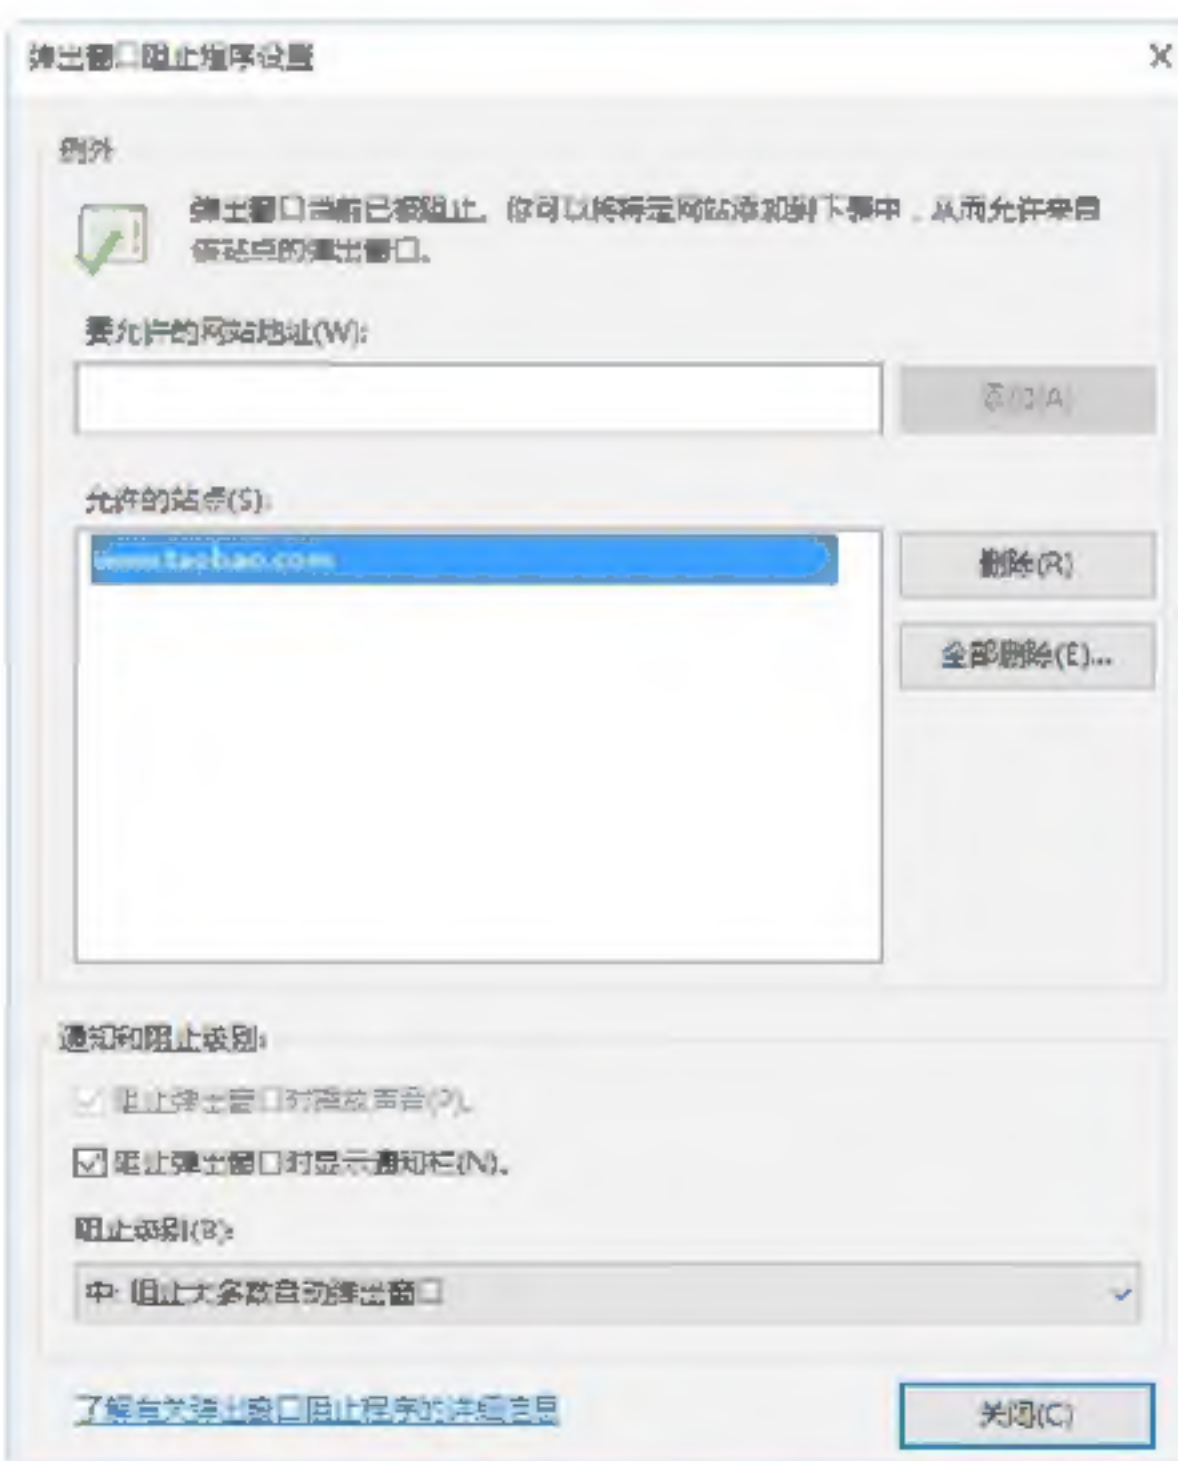 弹出窗口阻止程序设置
例外
弹出窗口当前已被阻止。你可以将特定网站添加到下表中，从而允许来自
该站点的弹出窗口。
要允许的网站地址(W):
添加(A)
允许的站点(S):
www.taobao.com
删除(R)
全部删除(E)...
通知和阻止级别:
阻止弹出窗口时播放声音(P)。
阻止弹出窗口时显示通知栏(N)。
阻止级别(B):
中: 阻止大多数自动弹出窗口
了解有关弹出窗口阻止程序的详细信息
关闭(C)